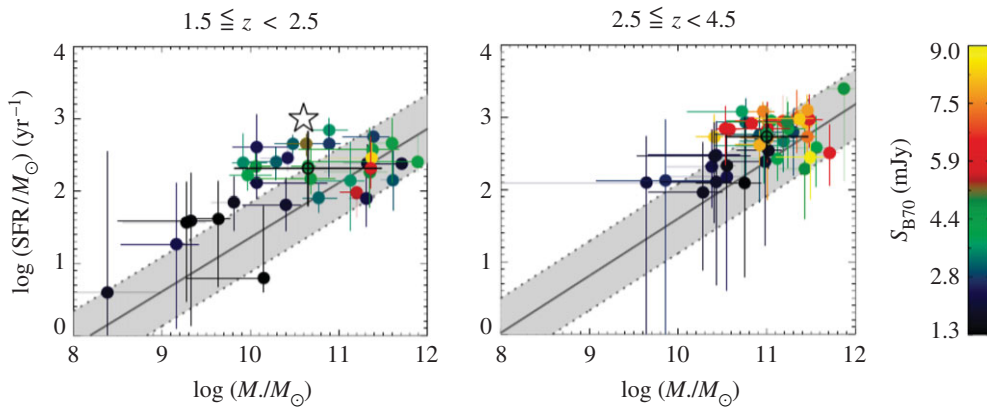 1.5 ≦ z < 2.5
2.5 ≦ z < 4.5
log (SFR/M⊙) (yr⁻¹)
4
3
2
1
0
8 9 10 11 12
log (M./M⊙)
4
3
2
1
0
8 9 10 11 12
log (M./M⊙)
9.0
7.5
5.9
4.4
2.8
1.3
S_B70 (mJy)